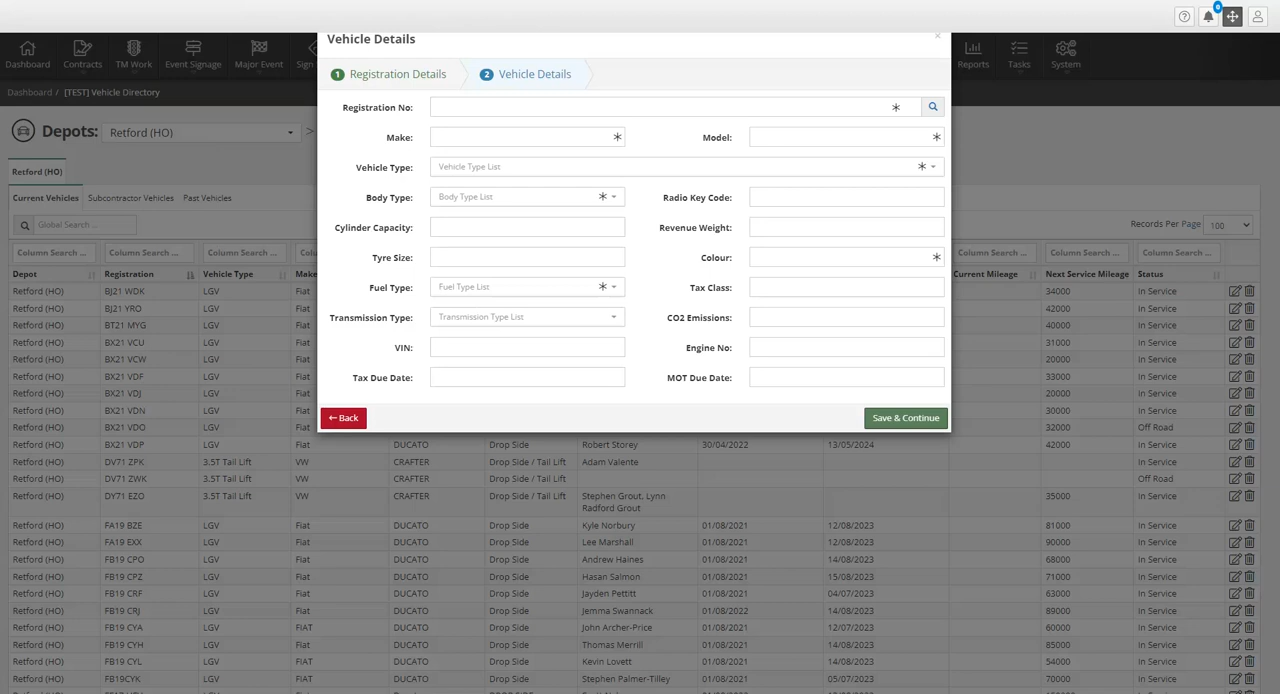 6
Dashboard
Contracts
TM Work
Event Signage
Major Event
Sign
Reports
Tasks
System
Dashboard / [TEST] Vehicle Directory
Depots: Retford (HO) >
Retford (HO)
Current Vehicles Subcontractor Vehicles Past Vehicles
Global Search ...
Records Per Page 100
Vehicle Details ×
1 Registration Details 2 Vehicle Details
Registration No: *
Make: * Model: *
Vehicle Type: Vehicle Type List *
Body Type: Body Type List * Radio Key Code:
Cylinder Capacity: Revenue Weight:
Tyre Size: Colour: *
Fuel Type: Fuel Type List * Tax Class:
Transmission Type: Transmission Type List CO2 Emissions:
VIN: Engine No:
Tax Due Date: MOT Due Date:
← Back Save & Continue
Column Search ... Column Search ... Column Search ... Colu Column Search ... Column Search ... Column Search ...
Depot Registration Vehicle Type Make Current Mileage Next Service Mileage Status
Retford (HO) BJ21 WDK LGV Fiat 34000 In Service
Retford (HO) BJ21 YRO LGV Fiat 42000 In Service
Retford (HO) BT21 MYG LGV Fiat 40000 In Service
Retford (HO) BX21 VCU LGV Fiat 31000 In Service
Retford (HO) BX21 VCW LGV Fiat 20000 In Service
Retford (HO) BX21 VDF LGV Fiat 33000 In Service
Retford (HO) BX21 VDJ LGV Fiat 20000 In Service
Retford (HO) BX21 VDN LGV Fiat 30000 In Service
Retford (HO) BX21 VDO LGV Fiat 32000 Off Road
Retford (HO) BX21 VDP LGV Fiat DUCATO Drop Side Robert Storey 30/04/2022 13/05/2024 42000 In Service
Retford (HO) DV71 ZPK 3.5T Tail Lift VW CRAFTER Drop Side / Tail Lift Adam Valente In Service
Retford (HO) DV71 ZWK 3.5T Tail Lift VW CRAFTER Drop Side / Tail Lift Off Road
Retford (HO) DY71 EZO 3.5T Tail Lift VW CRAFTER Drop Side / Tail Lift Stephen Grout, Lynn 35000 In Service
Radford Grout
Retford (HO) FA19 BZE LGV Fiat DUCATO Drop Side Kyle Norbury 01/08/2021 12/08/2023 81000 In Service
Retford (HO) FA19 EXX LGV Fiat DUCATO Drop Side Lee Marshall 01/08/2021 12/08/2023 90000 In Service
Retford (HO) FB19 CPO LGV Fiat DUCATO Drop Side Andrew Haines 01/08/2021 14/08/2023 68000 In Service
Retford (HO) FB19 CPZ LGV Fiat DUCATO Drop Side Hasan Salmon 01/08/2021 15/08/2023 71000 In Service
Retford (HO) FB19 CRF LGV Fiat DUCATO Drop Side Jayden Pettitt 01/08/2021 04/07/2023 63000 In Service
Retford (HO) FB19 CRJ LGV Fiat DUCATO Drop Side Jemma Swannack 01/08/2022 14/08/2023 89000 In Service
Retford (HO) FB19 CYA LGV FIAT DUCATO Drop Side John Archer-Price 01/08/2021 12/07/2023 60000 In Service
Retford (HO) FB19 CYH LGV Fiat DUCATO Drop Side Thomas Merrill 01/08/2021 14/08/2023 85000 In Service
Retford (HO) FB19 CYL LGV FIAT DUCATO Drop Side Kevin Lovett 01/08/2021 14/08/2023 54000 In Service
Retford (HO) FB19CYK LGV FIAT DUCATO Drop Side Stephen Palmer-Tilley 01/08/2021 05/07/2023 70000 In Service